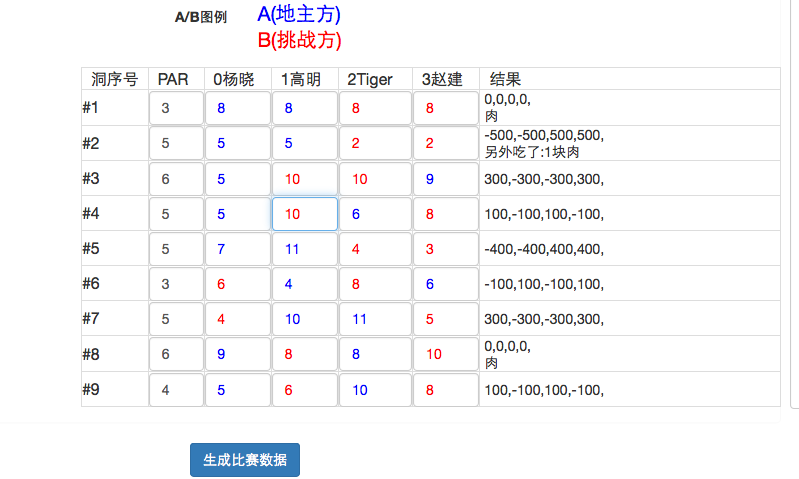 A/B图例 A(地主方)
B(挑战方)
洞序号 PAR 0杨晓 1高明 2Tiger 3赵建 结果
#1 3 8 8 8 8 0,0,0,0,
肉
#2 5 5 5 2 2 -500,-500,500,500,
另外吃了:1块肉
#3 6 5 10 10 9 300,-300,-300,300,
#4 5 5 10 6 8 100,-100,100,-100,
#5 5 7 11 4 3 -400,-400,400,400,
#6 3 6 4 8 6 -100,100,-100,100,
#7 5 4 10 11 5 300,-300,-300,300,
#8 6 9 8 8 10 0,0,0,0,
肉
#9 4 5 6 10 8 100,-100,100,-100,
生成比赛数据